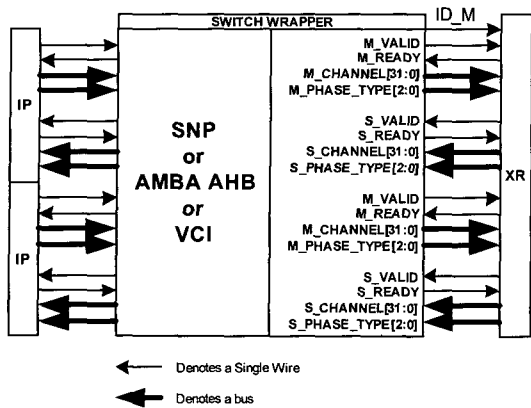 SWITCH WRAPPER
ID_M
IP
IP
SNP
or
AMBA AHB
or
VCI
M_VALID
M_READY
M_CHANNEL[31:0]
M_PHASE_TYPE[2:0]
S_VALID
S_READY
S_CHANNEL[31:0]
S_PHASE_TYPE[2:0]
M_VALID
M_READY
M_CHANNEL[31:0]
M_PHASE_TYPE[2:0]
S_VALID
S_READY
S_CHANNEL[31:0]
S_PHASE_TYPE[2:0]
XR
Denotes a Single Wire
Denotes a bus